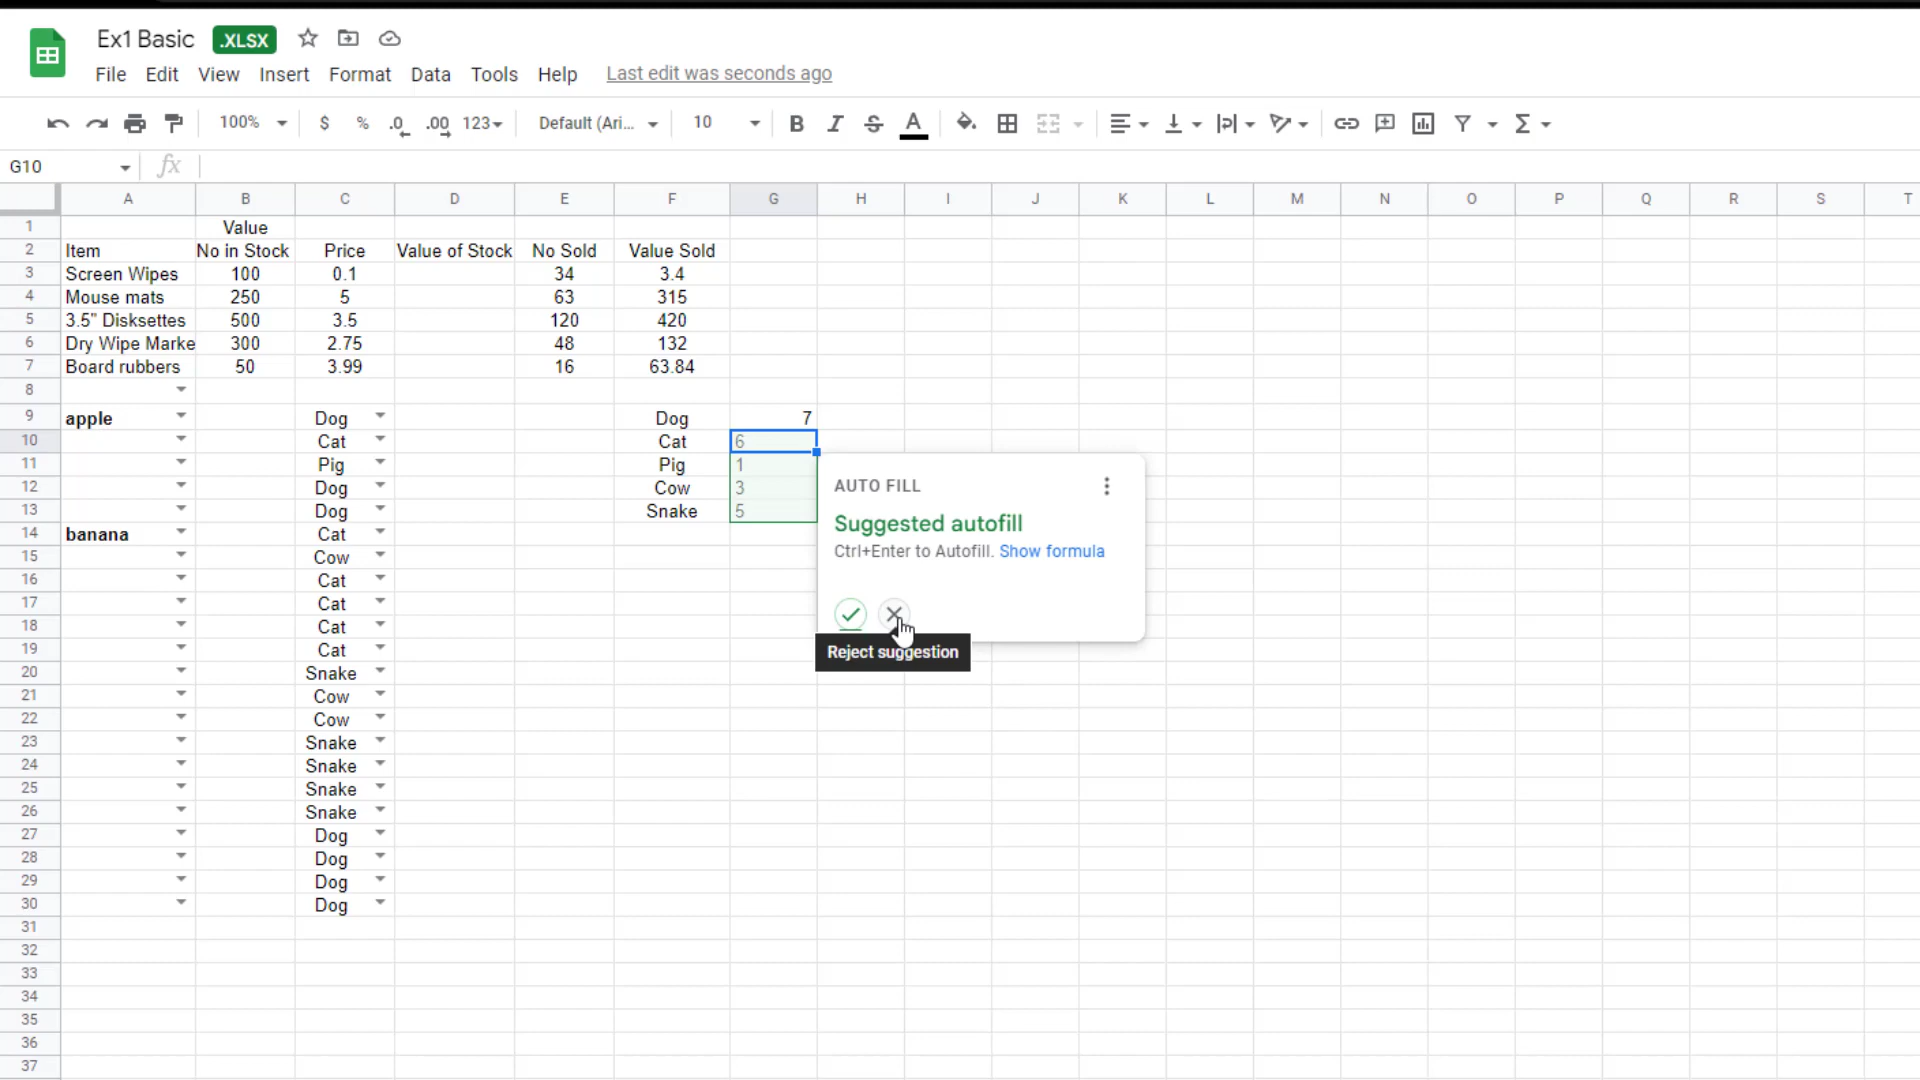 Ex1 Basic .XLSX
File Edit View Insert Format Data Tools Help Last edit was seconds ago
100% $ % .0 .00 123 Default (Ari... 10 B I S A
G10 fx
A B C D E F G H I J K L M N O P Q R S T
1 Value
2 Item No in Stock Price Value of Stock No Sold Value Sold
3 Screen Wipes 100 0.1 34 3.4
4 Mouse mats 250 5 63 315
5 3.5" Disksettes 500 3.5 120 420
6 Dry Wipe Marke 300 2.75 48 132
7 Board rubbers 50 3.99 16 63.84
8
9 apple Dog Dog 7
10 Cat Cat 6
11 Pig Pig 1
12 Dog Cow 3
13 Dog Snake 5
14 banana Cat
15 Cow
16 Cat
17 Cat
18 Cat
19 Cat
20 Snake
21 Cow
22 Cow
23 Snake
24 Snake
25 Snake
26 Snake
27 Dog
28 Dog
29 Dog
30 Dog
31
32
33
34
35
36
37
AUTO FILL
Suggested autofill
Ctrl+Enter to Autofill. Show formula
Reject suggestion